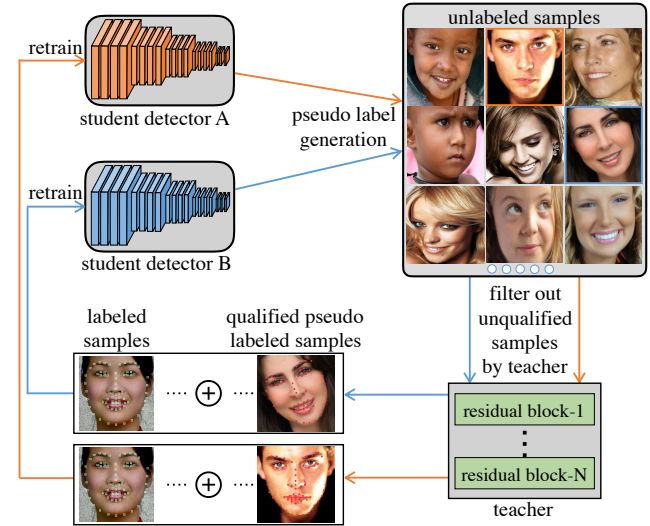 unlabeled samples
retrain
student detector A
pseudo label
generation
retrain
student detector B
filter out
unqualified
samples
by teacher
labeled
samples
qualified pseudo
labeled samples
residual block-1
residual block-N
teacher